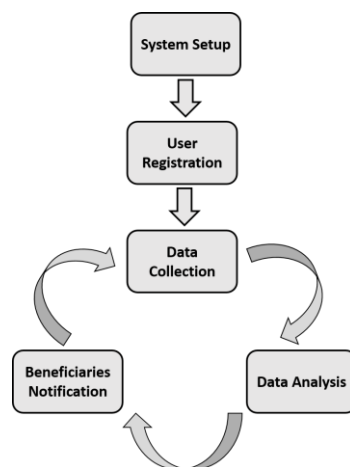 System Setup
User
Registration
Data
Collection
Beneficiaries
Notification
Data Analysis